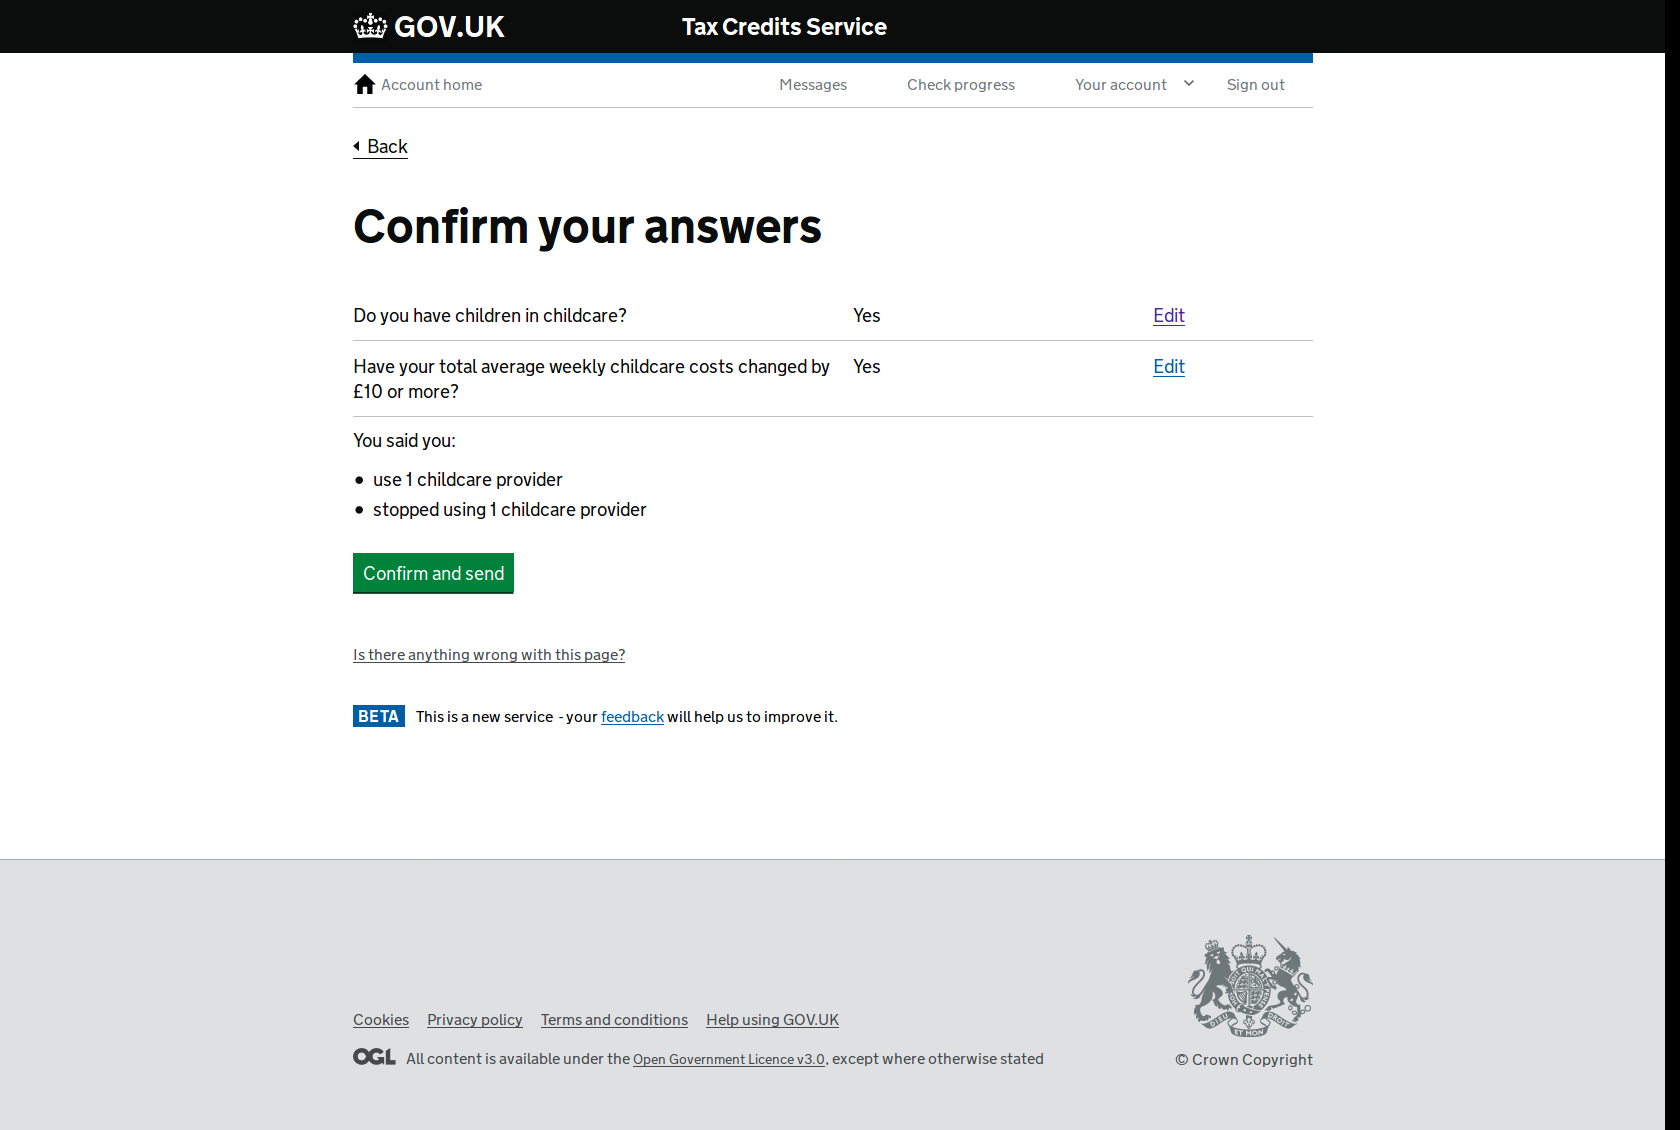 GOV.UK Tax Credits Service
Account home Messages Check progress Your account Sign out
Back
Confirm your answers
Do you have children in childcare? Yes Edit
Have your total average weekly childcare costs changed by Yes Edit
£10 or more?
You said you:
• use 1 childcare provider
• stopped using 1 childcare provider
Confirm and send
Is there anything wrong with this page?
BETA This is a new service - your feedback will help us to improve it.
Cookies Privacy policy Terms and conditions Help using GOV.UK
OGL All content is available under the Open Government Licence v3.0, except where otherwise stated
© Crown Copyright